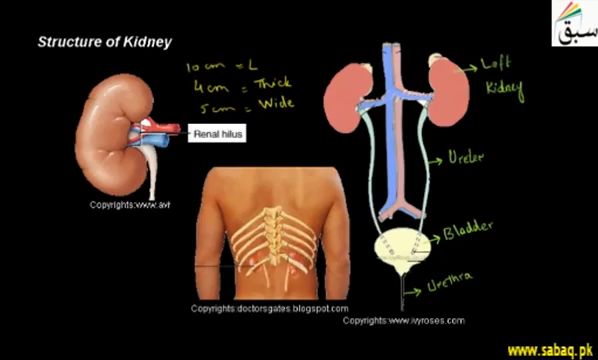 سبق
Structure of Kidney
10 cm = L
4 cm = Thick
5 cm = Wide
Renal hilus
Left
Kidney
Ureter
Bladder
Urethra
Copyrights:www.avf
Copyrights:doctorsgates.blogspot.com
Copyrights:www.ivyroses.com
www.sabaq.pk